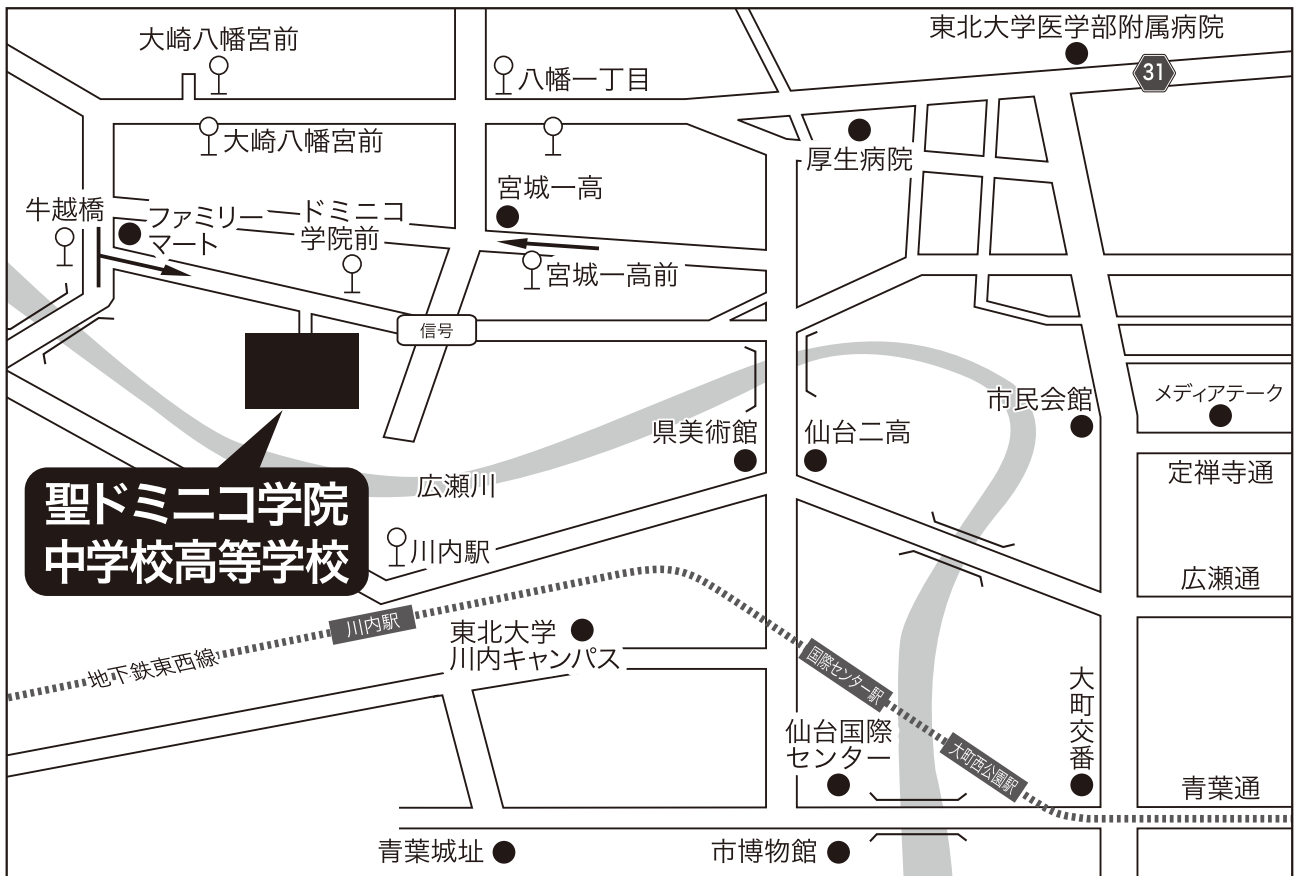 東北大学医学部附属病院
大崎八幡宮前
八幡一丁目
31
大崎八幡宮前
厚生病院
宮城一高
牛越橋
ファミリー
マート
ドミニコ
学院前
宮城一高前
信号
市民会館
メディアテーク
県美術館
仙台二高
定禅寺通
広瀬川
聖ドミニコ学院
中学校高等学校
川内駅
広瀬通
川内駅
東北大学
川内キャンパス
地下鉄東西線
国際センター駅
大町交番
仙台国際
センター
大町西公園駅
青葉通
青葉城址
市博物館